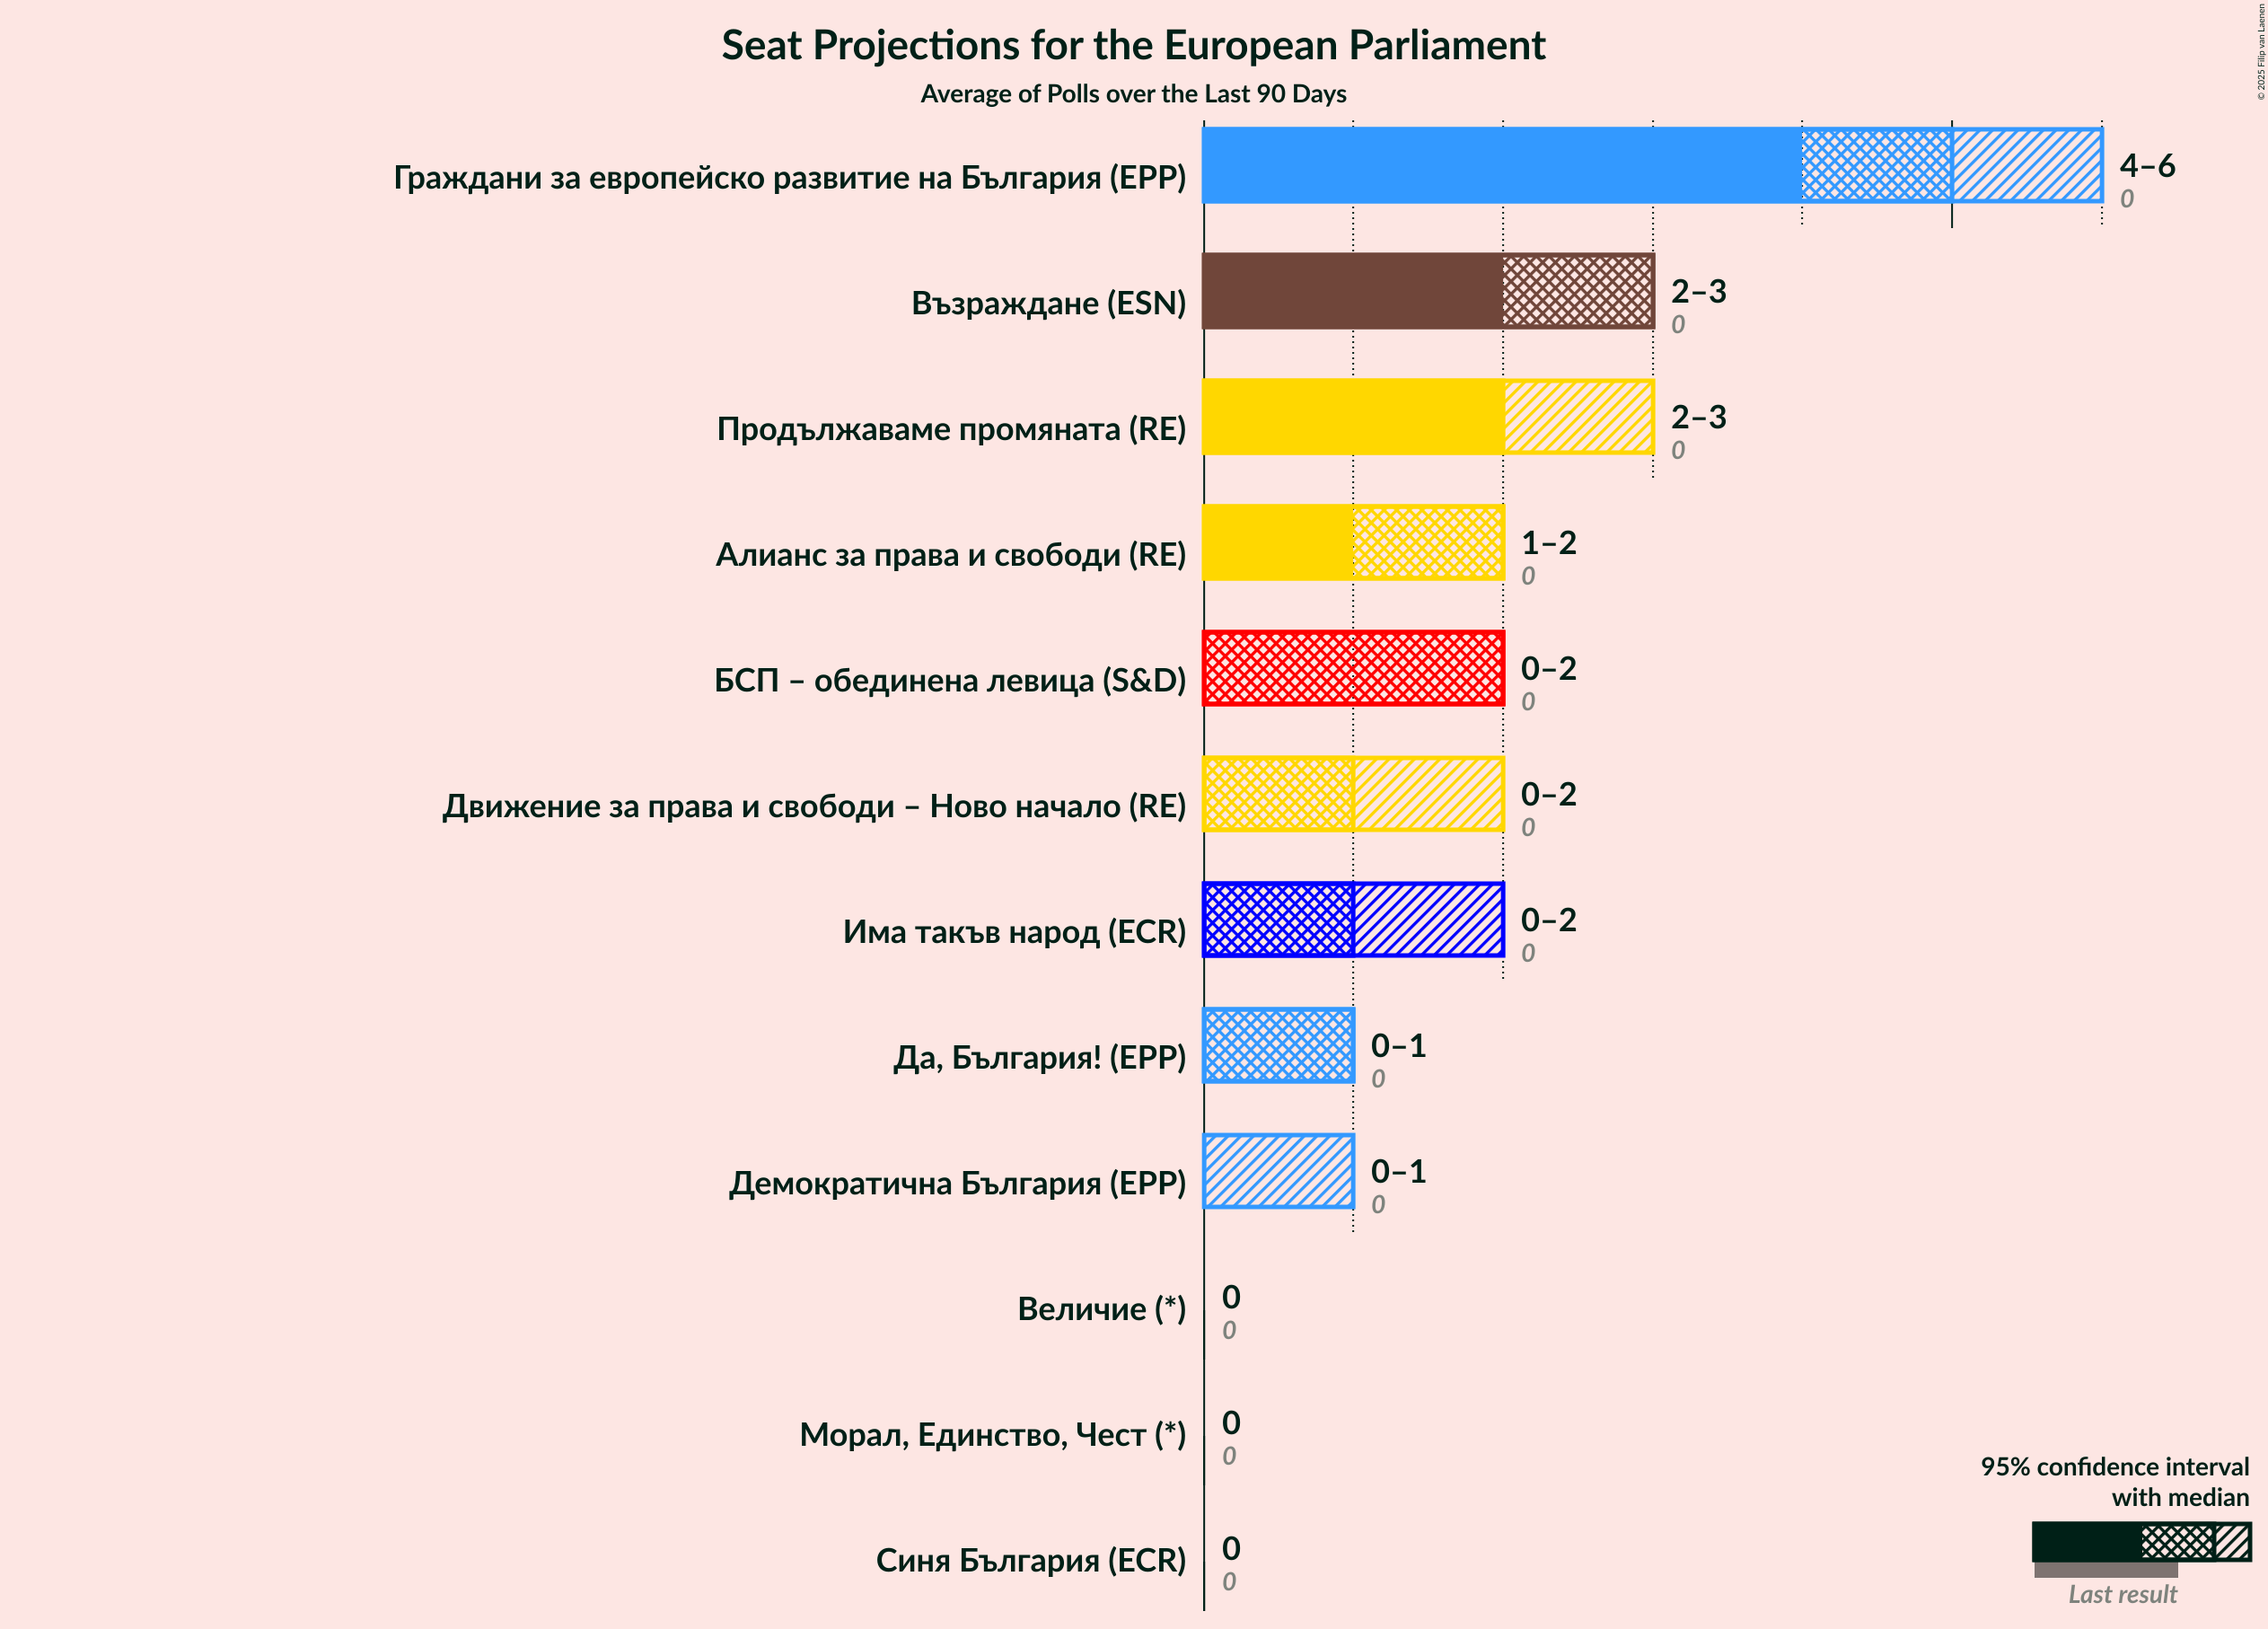 Seat Projections for the European Parliament
Average of Polls over the Last 90 Days
© 2025 Filip van Laenen
Граждани за европейско развитие на България (EPP)
4–6
0
Възраждане (ESN)
2–3
0
Продължаваме промяната (RE)
2–3
0
Алианс за права и свободи (RE)
1–2
0
БСП – обединена левица (S&D)
0–2
0
Движение за права и свободи – Ново начало (RE)
0–2
0
Има такъв народ (ECR)
0–2
0
Да, България! (EPP)
0–1
0
Демократична България (EPP)
0–1
0
Величие (*)
0
0
Морал, Единство, Чест (*)
0
0
Синя България (ECR)
0
0
95% confidence interval
with median
Last result